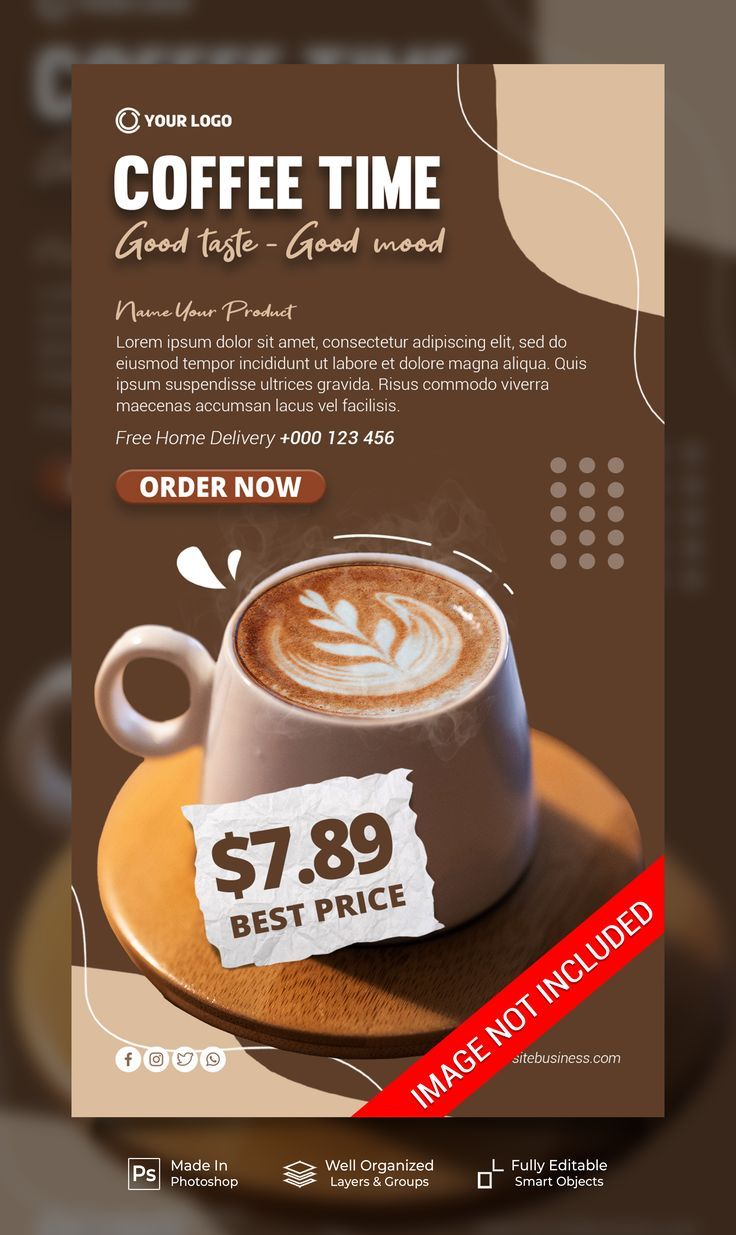 YOUR LOGO
COFFEE TIME
Good taste - Good mood
Name Your Product
Lorem ipsum dolor sit amet, consectetur adipiscing elit, sed do
eiusmod tempor incididunt ut labore et dolore magna aliqua. Quis
ipsum suspendisse ultrices gravida. Risus commodo viverra
maecenas accumsan lacus vel facilisis.
Free Home Delivery +000 123 456
ORDER NOW
$7.89
BEST PRICE
IMAGE NOT INCLUDED
sitebusiness.com
Ps
Made In
Photoshop
Well Organized
Layers & Groups
Fully Editable
Smart Objects